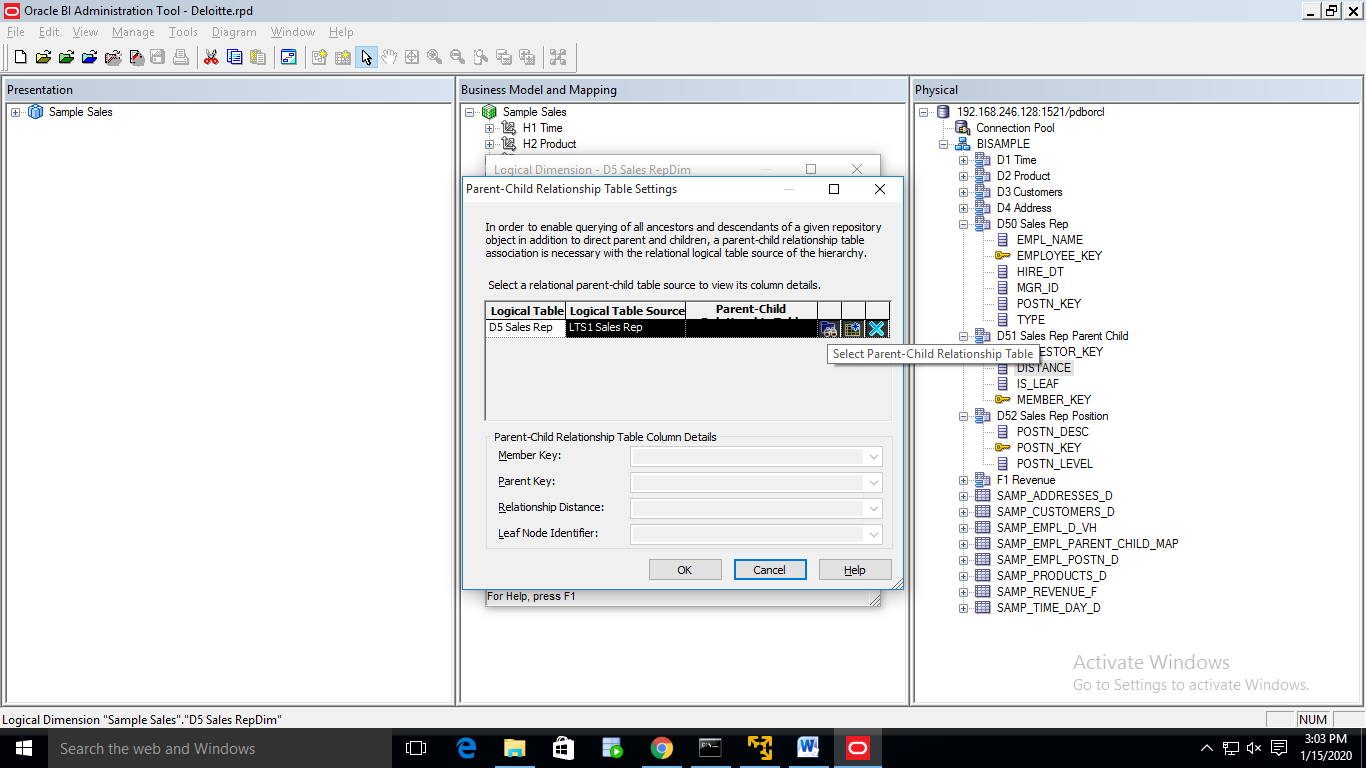 Oracle BI Administration Tool - Deloitte.rpd
File Edit View Manage Tools Diagram Window Help
Presentation
Sample Sales
Business Model and Mapping
Sample Sales
H1 Time
H2 Product
Logical Dimension - D5 Sales RepDim
Parent-Child Relationship Table Settings
In order to enable querying of all ancestors and descendants of a given repository
object in addition to direct parent and children, a parent-child relationship table
association is necessary with the relational logical table source of the hierarchy.
Select a relational parent-child table source to view its column details.
Logical Table Logical Table Source Parent-Child
D5 Sales Rep LTS1 Sales Rep
Select Parent-Child Relationship Table
Parent-Child Relationship Table Column Details
Member Key:
Parent Key:
Relationship Distance:
Leaf Node Identifier:
OK Cancel Help
For Help, press F1
Physical
192.168.246.128:1521/pdborcl
Connection Pool
BISAMPLE
D1 Time
D2 Product
D3 Customers
D4 Address
D50 Sales Rep
EMPL_NAME
EMPLOYEE_KEY
HIRE_DT
MGR_ID
POSTN_KEY
TYPE
D51 Sales Rep Parent Child
ESTOR_KEY
DISTANCE
IS_LEAF
MEMBER_KEY
D52 Sales Rep Position
POSTN_DESC
POSTN_KEY
POSTN_LEVEL
F1 Revenue
SAMP_ADDRESSES_D
SAMP_CUSTOMERS_D
SAMP_EMPL_D_VH
SAMP_EMPL_PARENT_CHILD_MAP
SAMP_EMPL_POSTN_D
SAMP_PRODUCTS_D
SAMP_REVENUE_F
SAMP_TIME_DAY_D
Activate Windows
Go to Settings to activate Windows.
Logical Dimension "Sample Sales"."D5 Sales RepDim"
NUM
Search the web and Windows
3:03 PM
1/15/2020